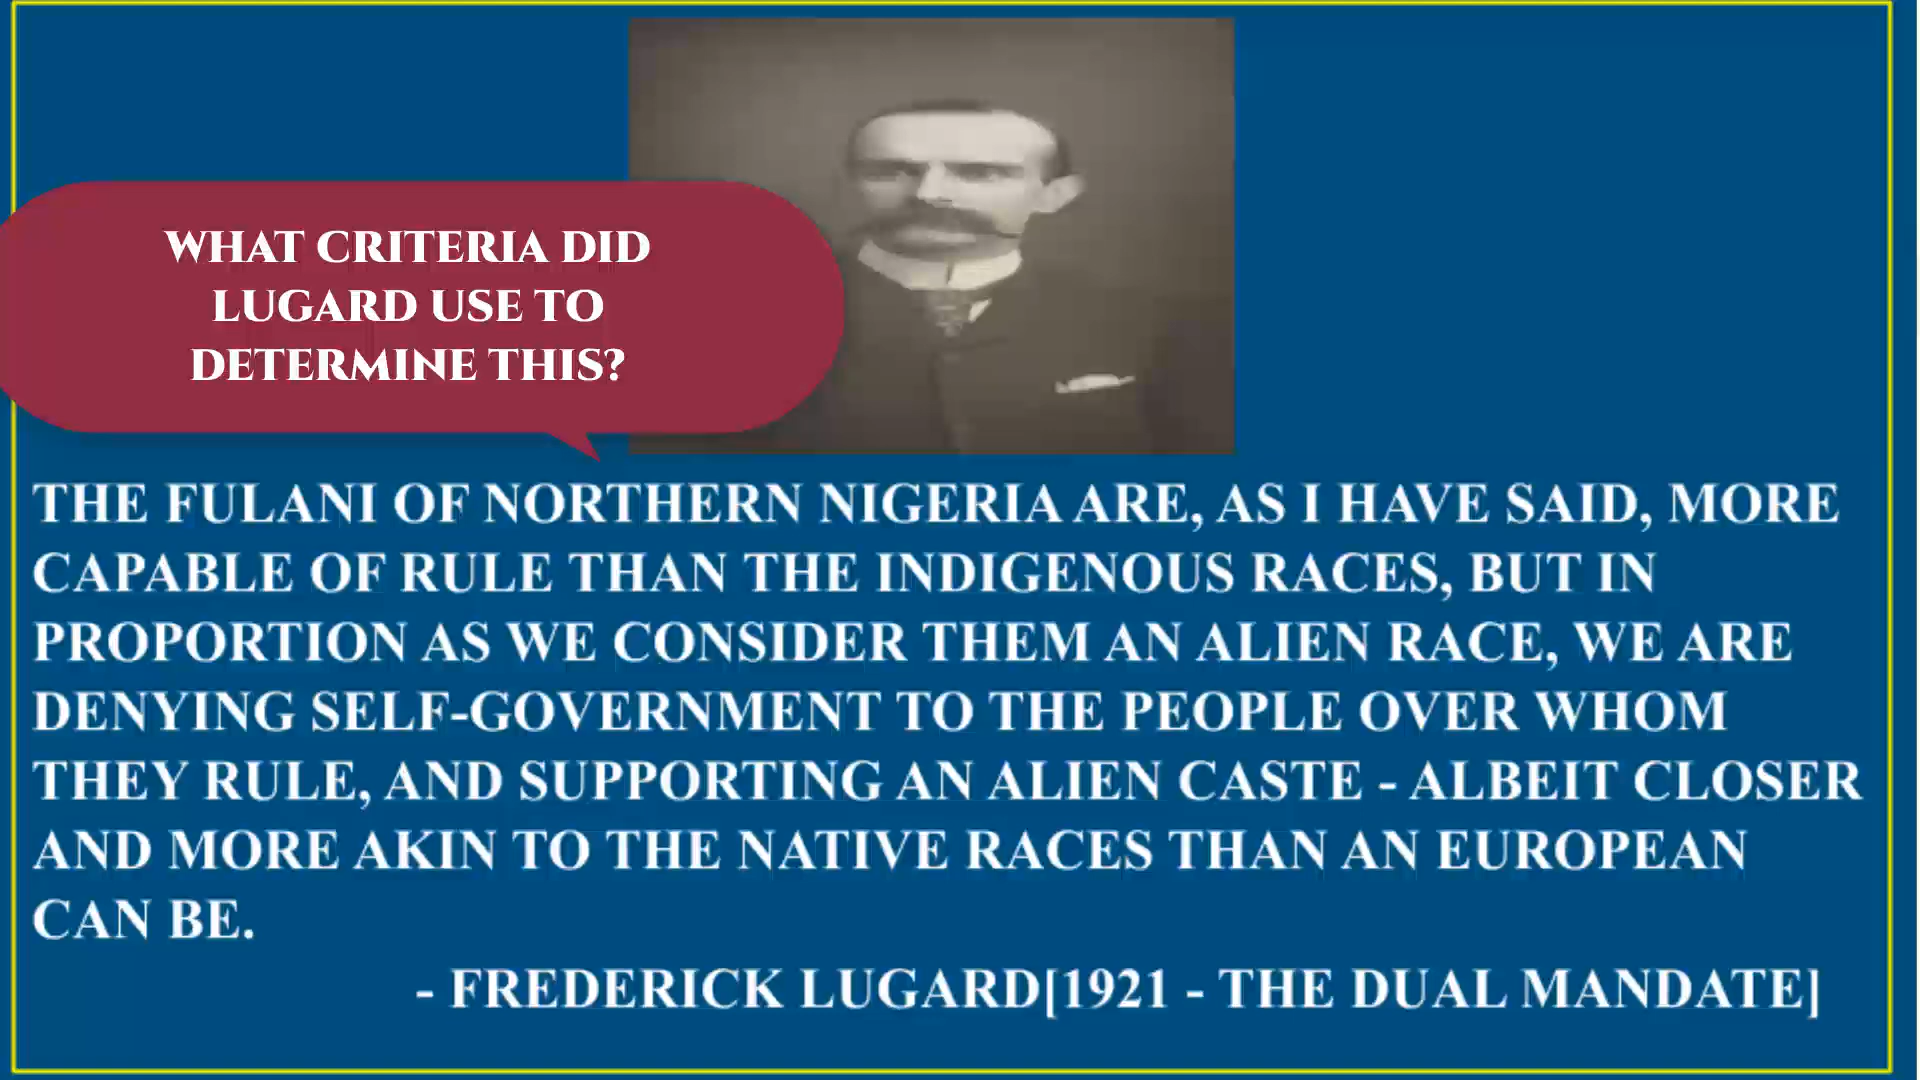 WHAT CRITERIA DID
LUGARD USE TO
DETERMINE THIS?
THE FULANI OF NORTHERN NIGERIA ARE, AS I HAVE SAID, MORE
CAPABLE OF RULE THAN THE INDIGENOUS RACES, BUT IN
PROPORTION AS WE CONSIDER THEM AN ALIEN RACE, WE ARE
DENYING SELF-GOVERNMENT TO THE PEOPLE OVER WHOM
THEY RULE, AND SUPPORTING AN ALIEN CASTE - ALBEIT CLOSER
AND MORE AKIN TO THE NATIVE RACES THAN AN EUROPEAN
CAN BE.
- FREDERICK LUGARD[1921 - THE DUAL MANDATE]